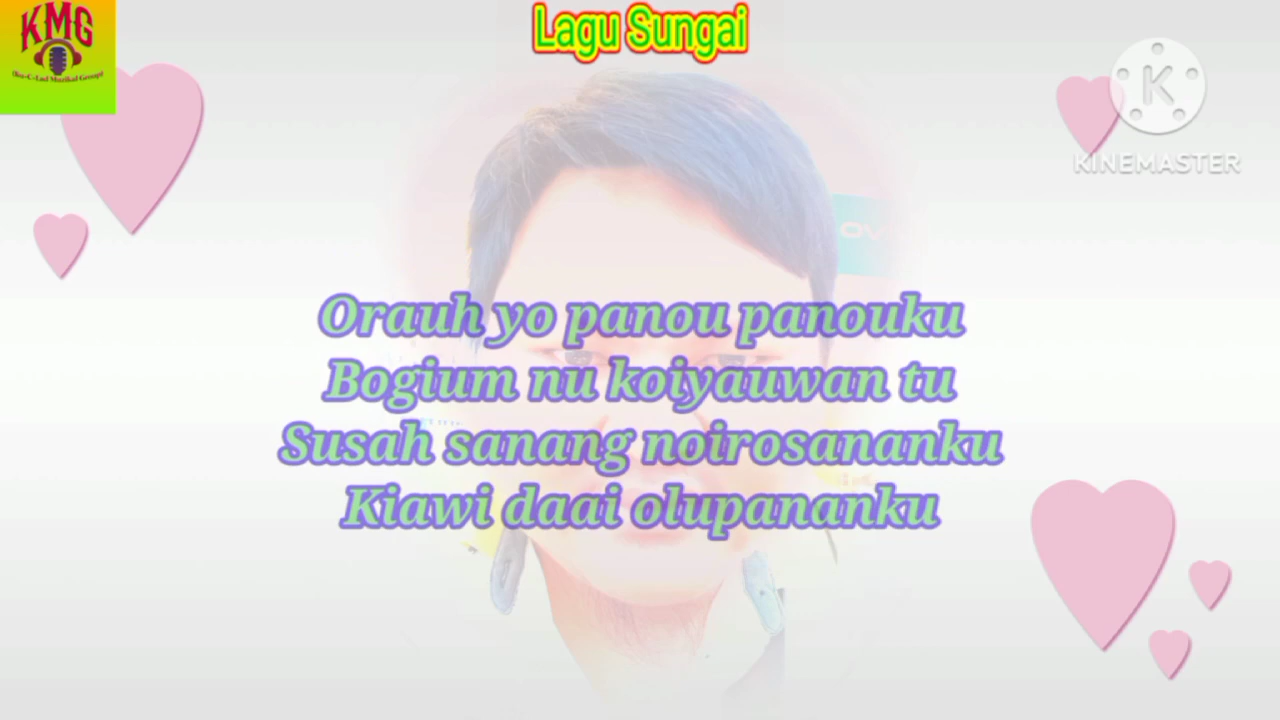 KMG
Lagu Sungai
K
KINEMASTER
Orauh yo panou panouku
Bogium nu koiyauwan tu
Susah sanang noirosananku
Kiawi daai olupananku